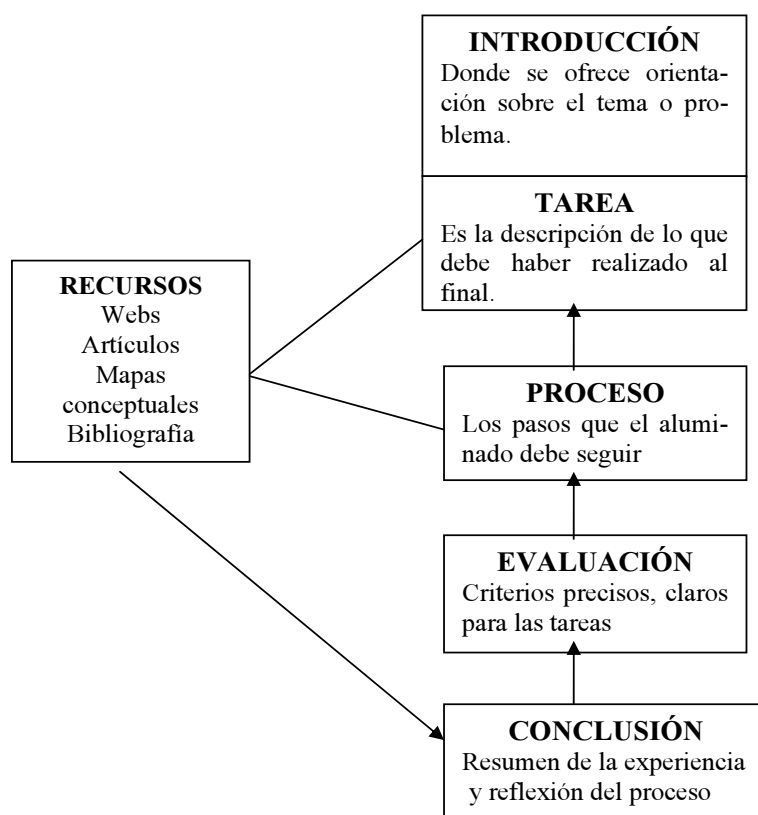 INTRODUCCIÓN
Donde se ofrece orienta-
ción sobre el tema o pro-
blema.
TAREA
Es la descripción de lo que
debe haber realizado al
final.
RECURSOS
Webs
Artículos
Mapas
conceptuales
Bibliografía
PROCESO
Los pasos que el alumi-
nado debe seguir
EVALUACIÓN
Criterios precisos, claros
para las tareas
CONCLUSIÓN
Resumen de la experiencia
y reflexión del proceso